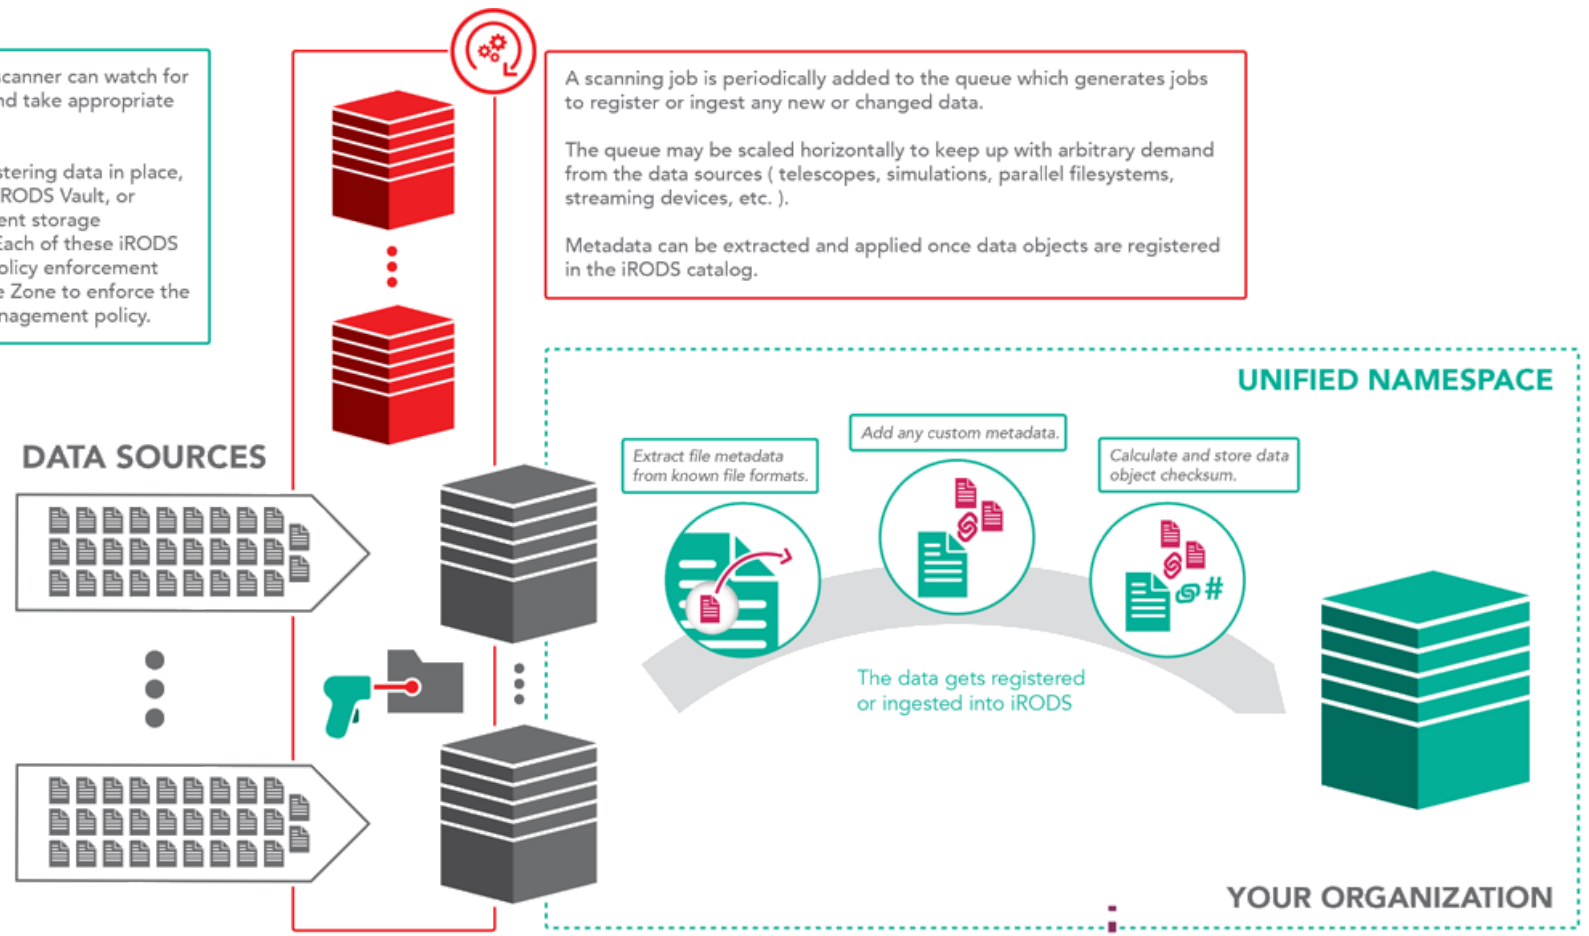 scanner can watch for
nd take appropriate
stering data in place,
RODS Vault, or
ent storage
Each of these iRODS
olicy enforcement
e Zone to enforce the
nagement policy.
A scanning job is periodically added to the queue which generates jobs
to register or ingest any new or changed data.
The queue may be scaled horizontally to keep up with arbitrary demand
from the data sources ( telescopes, simulations, parallel filesystems,
streaming devices, etc. ).
Metadata can be extracted and applied once data objects are registered
in the iRODS catalog.
UNIFIED NAMESPACE
DATA SOURCES
Extract file metadata
from known file formats.
Add any custom metadata.
Calculate and store data
object checksum.
#
The data gets registered
or ingested into iRODS
YOUR ORGANIZATION